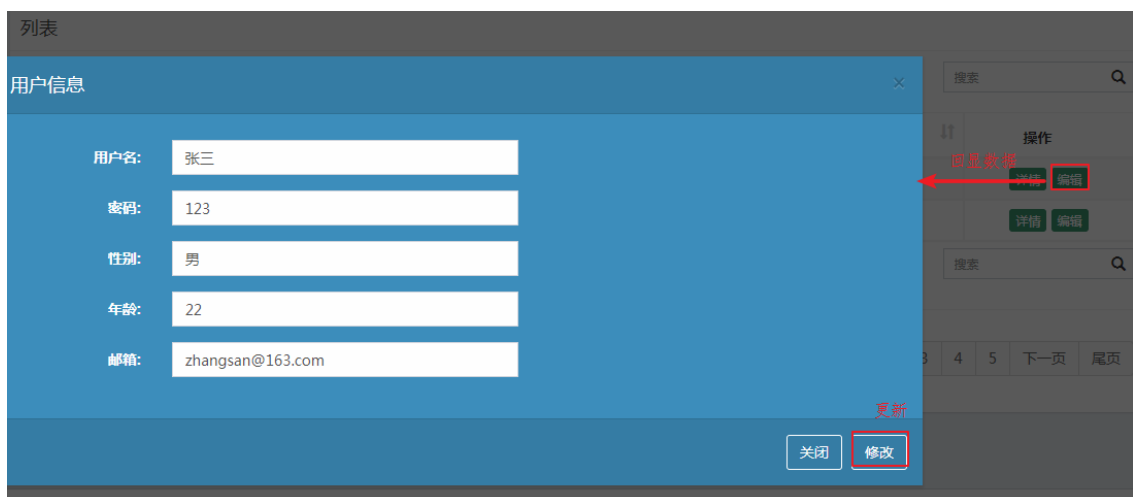 列表
用户信息 ×
搜索
操作
回显数据
详情 编辑
详情 编辑
搜索
用户名: 张三
密码: 123
性别: 男
年龄: 22
邮箱: zhangsan@163.com
3 4 5 下一页 尾页
更新
关闭 修改